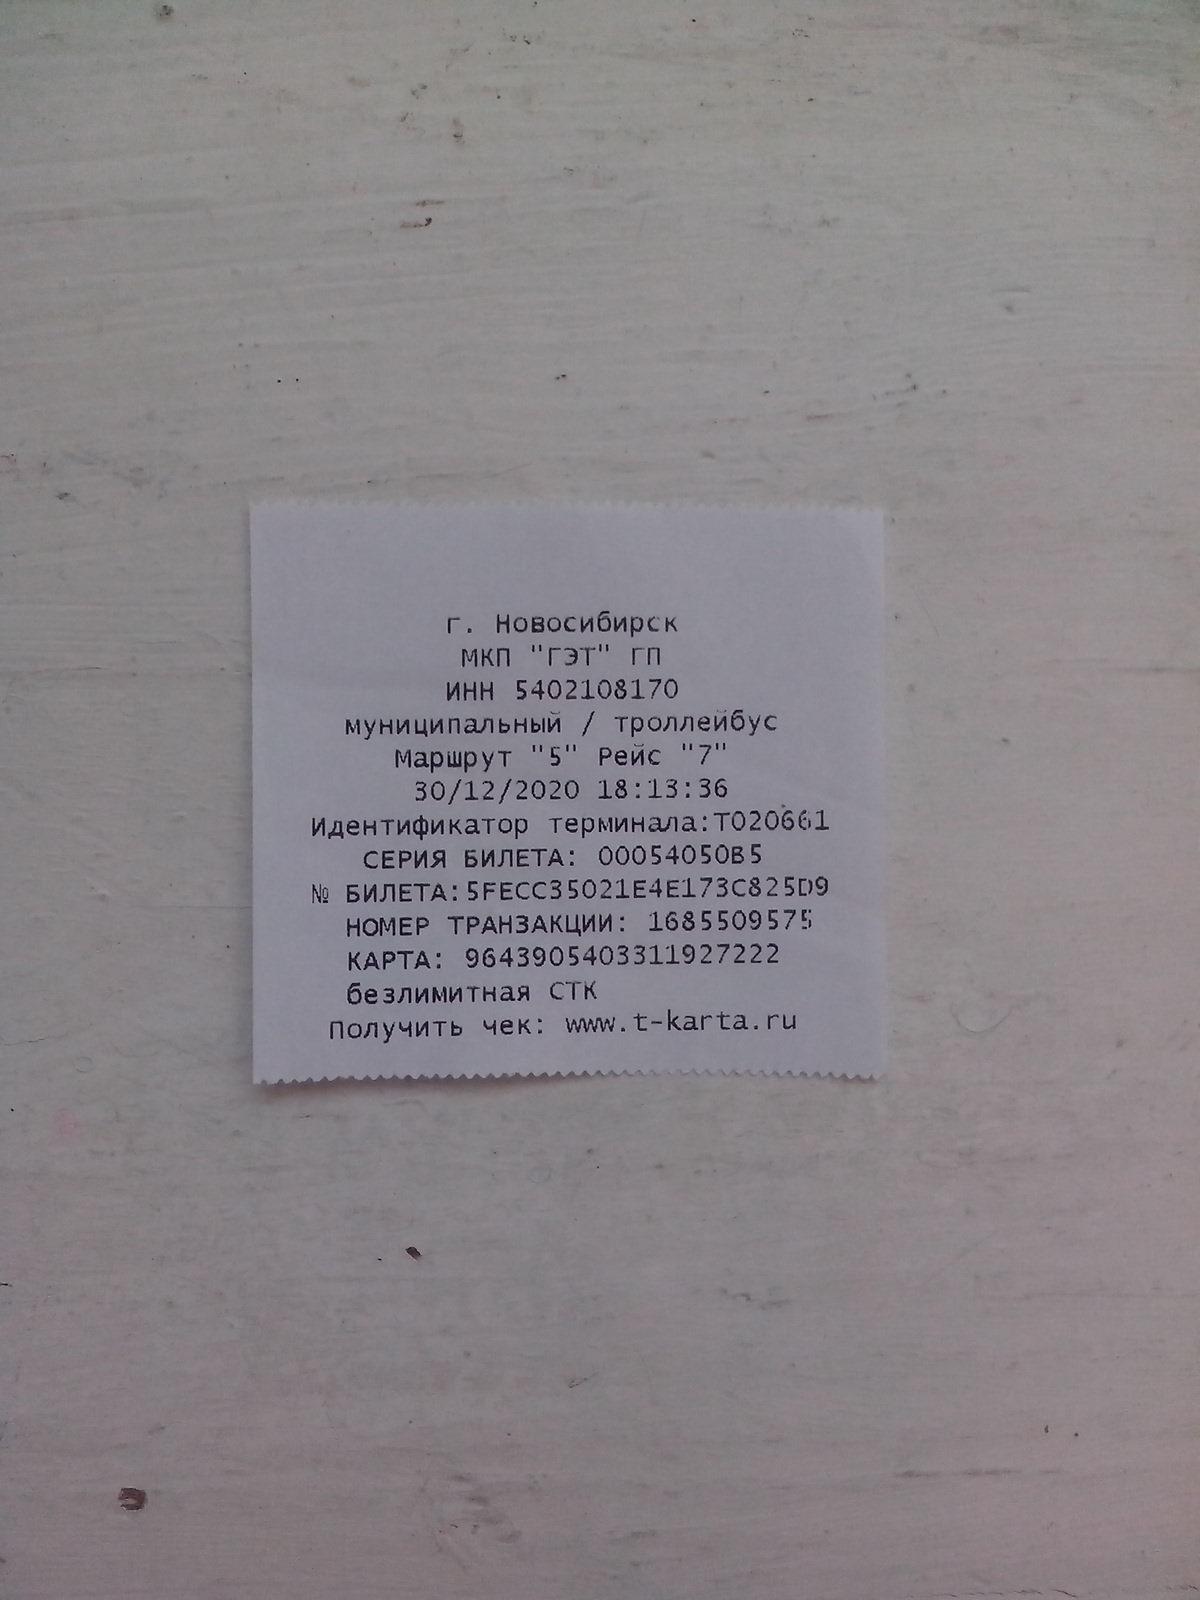 г. Новосибирск
МКП "ГЭТ" ГП
ИНН 5402108170
муниципальный / троллейбус
Маршрут "5" Рейс "7"
30/12/2020 18:13:36
Идентификатор терминала:T020661
СЕРИЯ БИЛЕТА: 00054050B5
№ БИЛЕТА:5FECC35021E4E173C825D9
НОМЕР ТРАНЗАКЦИИ: 1685509575
КАРТА: 9643905403311927222
безлимитная СТК
Получить чек: www.t-karta.ru